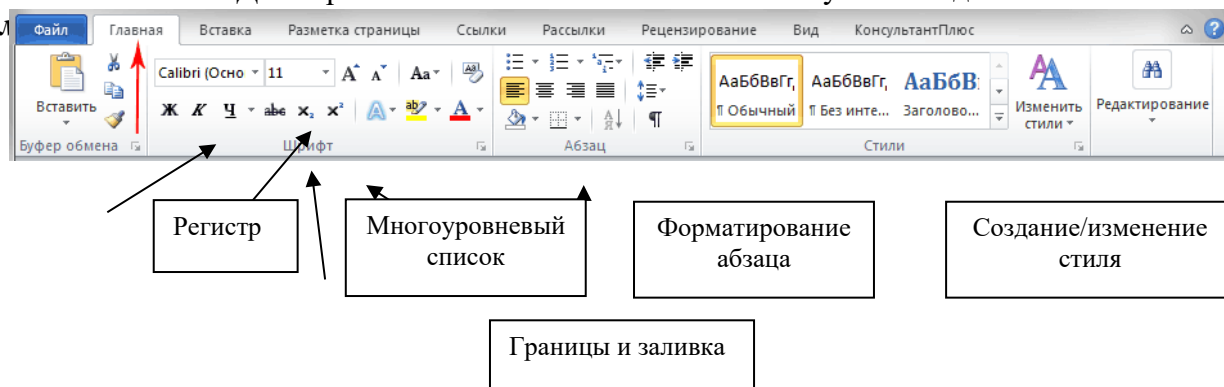 Файл Главная Вставка Разметка страницы Ссылки Рассылки Рецензирование Вид КонсультантПлюс
Calibri (Осно 11 Aa
АаБбВвГг, АаБбВвГг, АаБбВ
Вставить
Ж К Ч abc x₂ x² ab A
¶ Обычный ¶ Без инте... Заголово...
Изменить стили
Редактирование
Буфер обмена Шрифт Абзац Стили
Регистр
Многоуровневый
список
Форматирование
абзаца
Создание/изменение
стиля
Границы и заливка